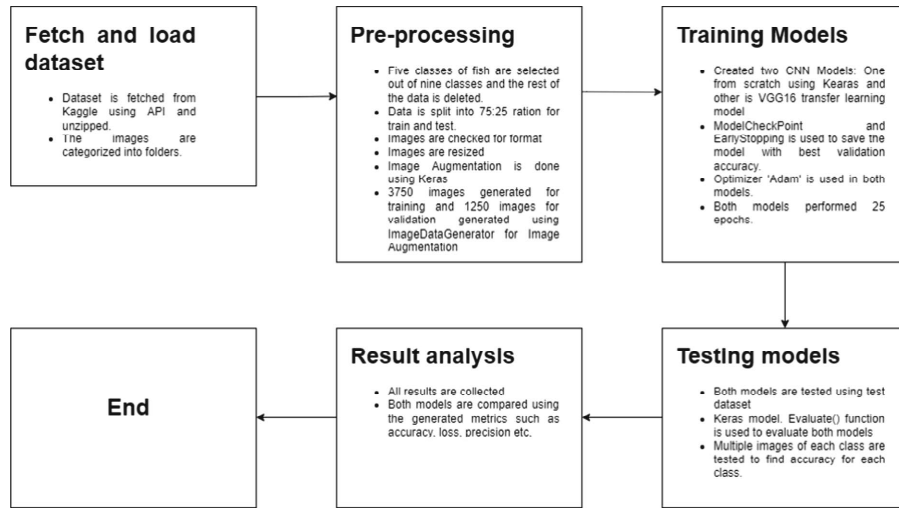 Fetch and load
dataset
• Dataset is fetched from
Kaggle using API and
unzipped.
• The images are
categorized into folders.
Pre-processing
• Five classes of fish are selected
out of nine classes and the rest
of the data is deleted.
• Data is split into 75:25 ration for
train and test.
• Images are checked for format
• Images are resized
• Image Augmentation is done
using Keras
• 3750 images generated for
training and 1250 images for
validation generated using
ImageDataGenerator for Image
Augmentation
Training Models
• Created two CNN Models: One
from scratch using Kearas and
other is VGG16 transfer learning
model
• ModelCheckPoint and
EarlyStopping is used to save the
model with best validation
accuracy.
• Optimizer 'Adam' is used in both
models.
• Both models performed 25
epochs.
End
Result analysis
• All results are collected
• Both models are compared using
the generated metrics such as
accuracy, loss, precision etc.
Testing models
• Both models are tested using test
dataset
• Keras model. Evaluate() function
is used to evaluate both models
• Multiple images of each class are
tested to find accuracy for each
class.